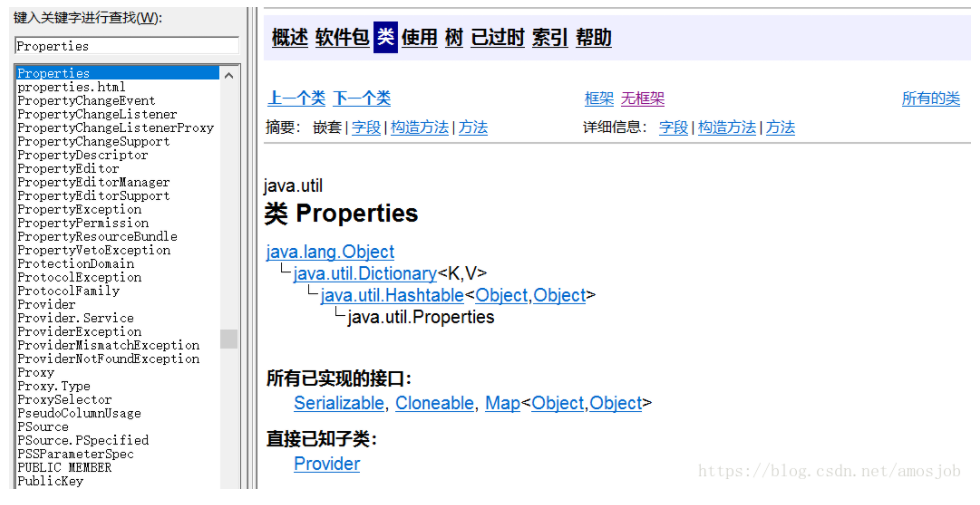 键入关键字进行查找(W):
Properties
Properties
properties.html
PropertyChangeEvent
PropertyChangeListener
PropertyChangeListenerProxy
PropertyChangeSupport
PropertyDescriptor
PropertyEditor
PropertyEditorManager
PropertyEditorSupport
PropertyException
PropertyPermission
PropertyResourceBundle
PropertyVetoException
ProtectionDomain
ProtocolException
ProtocolFamily
Provider
Provider.Service
ProviderException
ProviderMismatchException
ProviderNotFoundException
Proxy
Proxy.Type
ProxySelector
PseudoColumnUsage
PSource
PSource.PSpecified
PSSParameterSpec
PUBLIC MEMBER
PublicKey
概述 软件包 类 使用 树 已过时 索引 帮助
上一个类 下一个类 框架 无框架 所有的类
摘要: 嵌套 | 字段 | 构造方法 | 方法 详细信息: 字段 | 构造方法 | 方法
java.util
类 Properties
java.lang.Object
java.util.Dictionary<K,V>
java.util.Hashtable<Object,Object>
java.util.Properties
所有已实现的接口:
Serializable, Cloneable, Map<Object,Object>
直接已知子类:
Provider
https://blog.csdn.net/amosjob